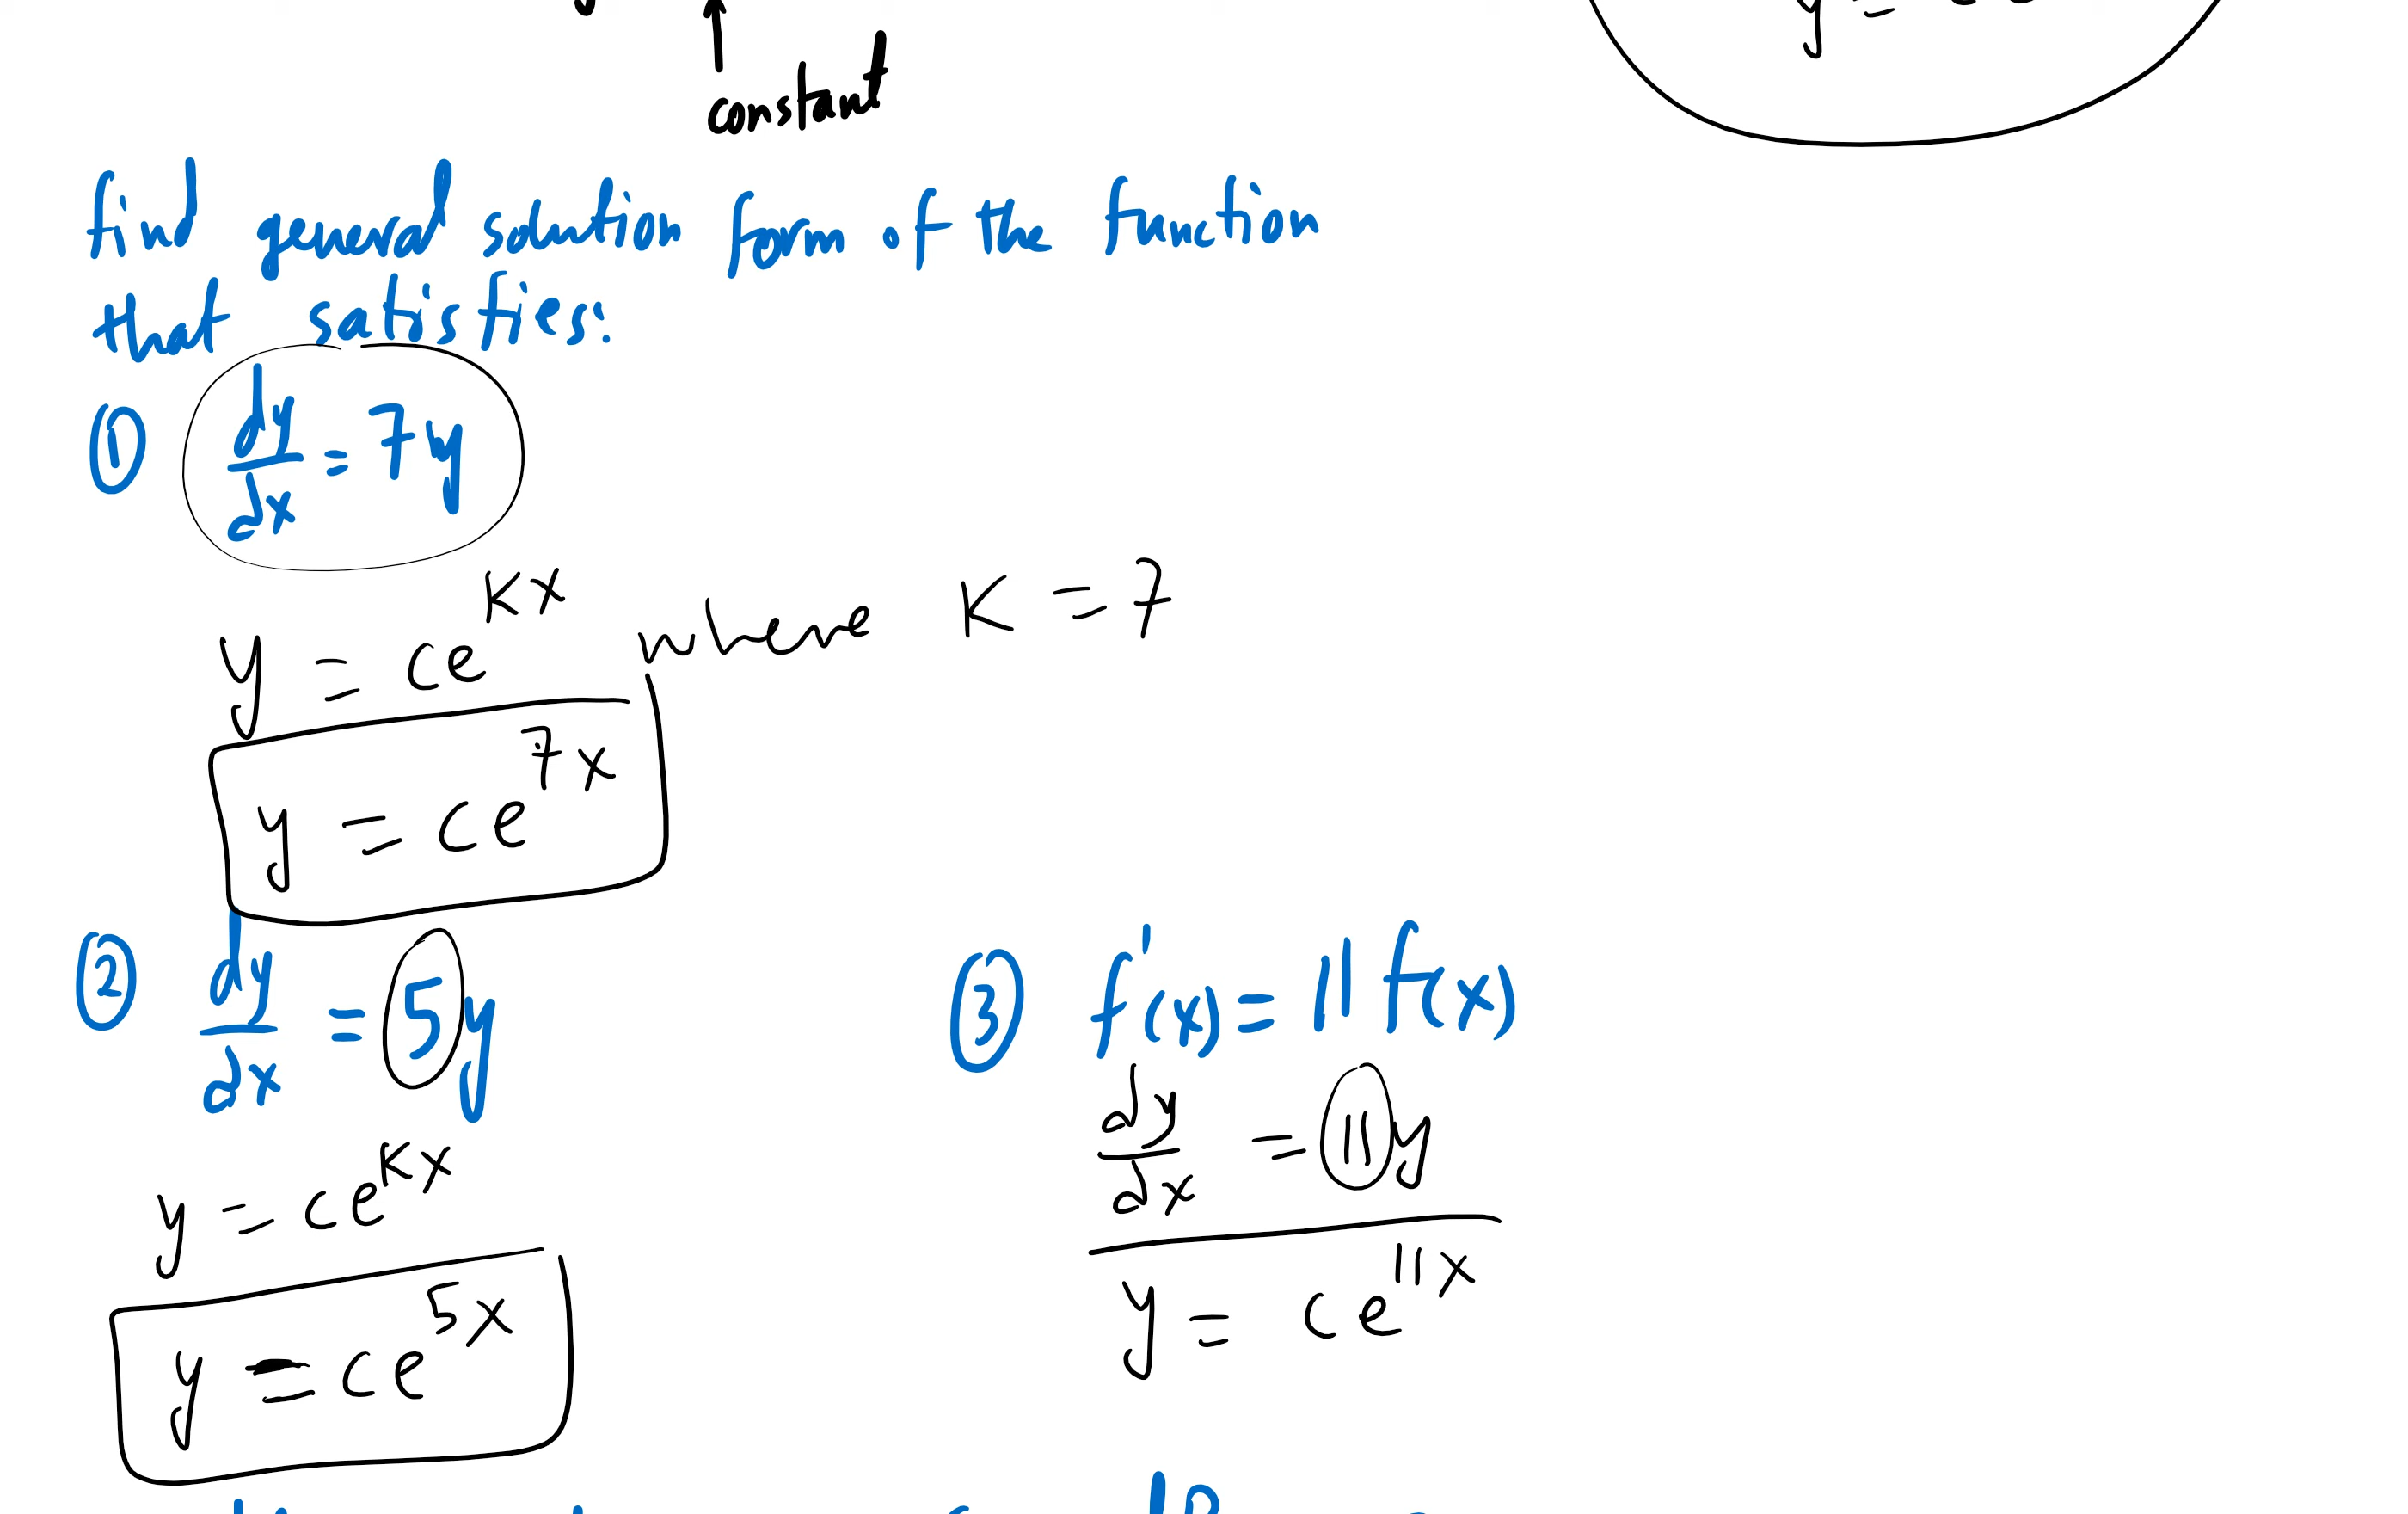 constant
find general solution form of the function
that satisfies:
① dy/dx = 7y
y = ce^{Kx} where K = 7
y = ce^{7x}
② dy/dx = 5y
y = ce^{Kx}
y = ce^{5x}
③ f'(x) = 11f(x)
dy/dx = 11y
y = ce^{11x}